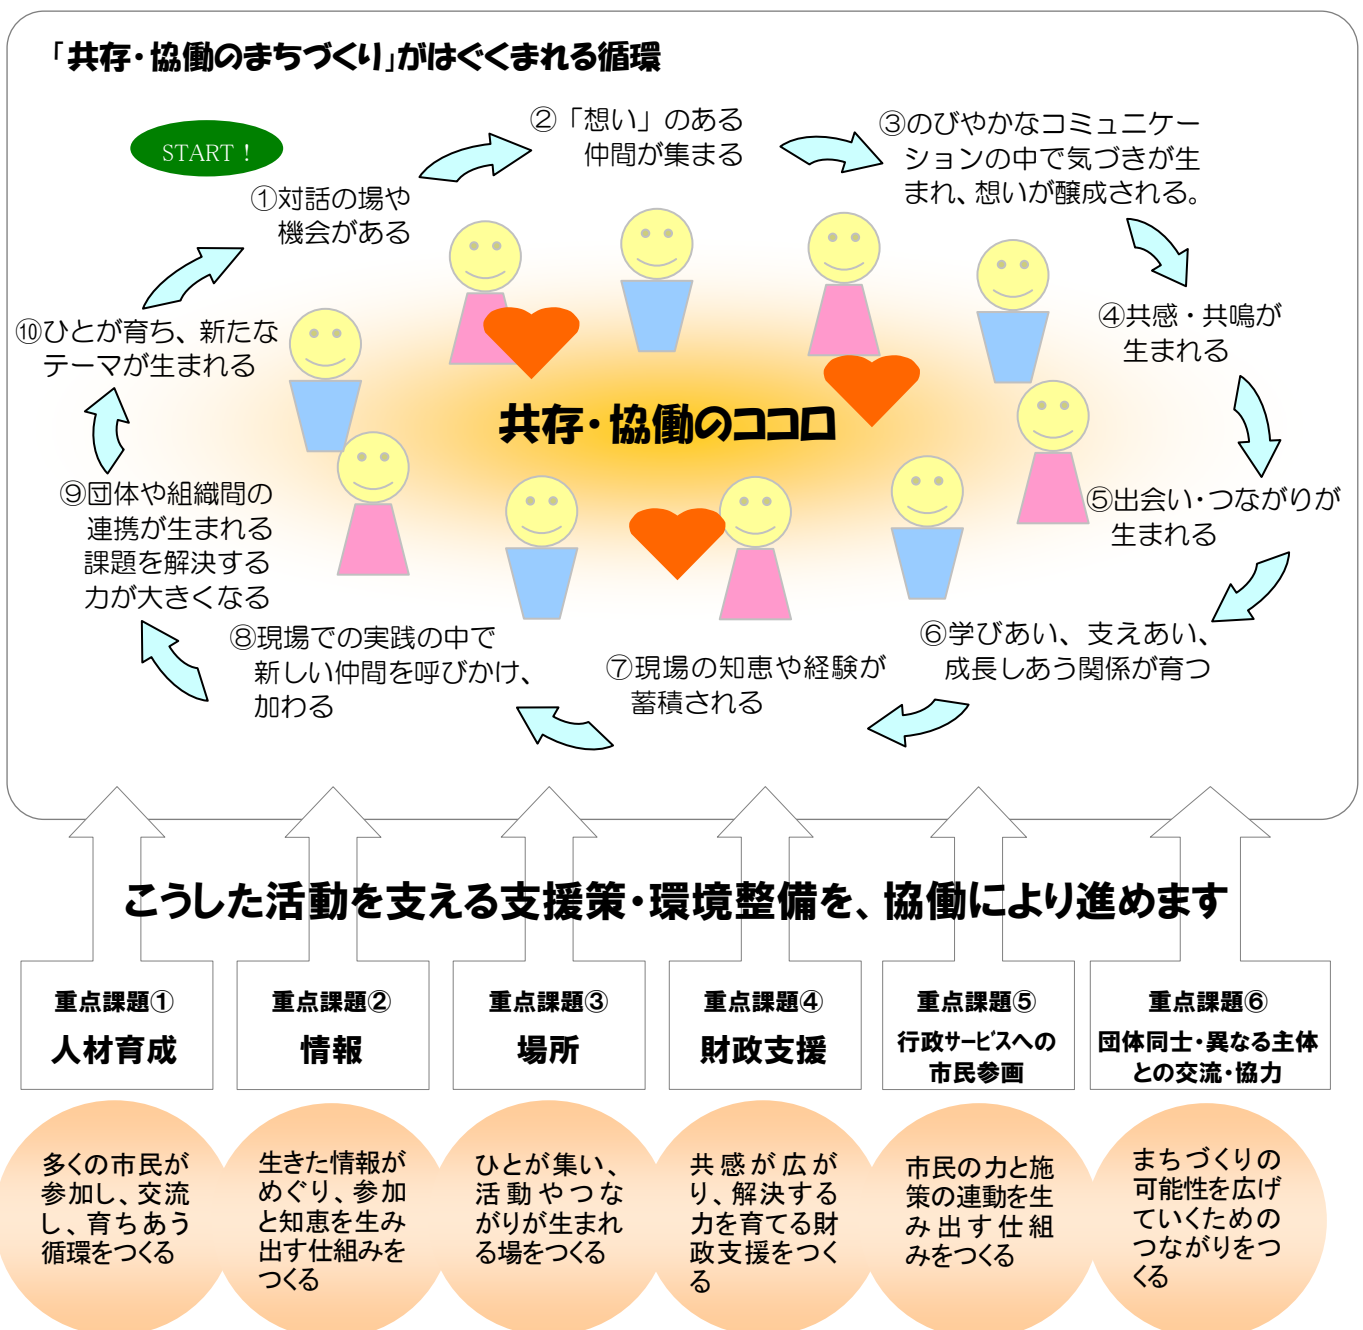 「共存・協働のまちづくり」がはぐくまれる循環
START！
①対話の場や
機会がある
②「想い」のある
仲間が集まる
③のびやかなコミュニケー
ションの中で気づきが生
まれ、想いが醸成される。
④共感・共鳴が
生まれる
⑤出会い・つながりが
生まれる
⑥学びあい、支えあい、
成長しあう関係が育つ
⑦現場の知恵や経験が
蓄積される
⑧現場での実践の中で
新しい仲間を呼びかけ、
加わる
⑨団体や組織間の
連携が生まれる
課題を解決する
力が大きくなる
⑩ひとが育ち、新たな
テーマが生まれる
共存・協働のココロ
こうした活動を支える支援策・環境整備を、協働により進めます
重点課題①
人材育成
多くの市民が
参加し、交流
し、育ちあう
循環をつくる
重点課題②
情報
生きた情報が
めぐり、参加
と知恵を生み
出す仕組みを
つくる
重点課題③
場所
ひとが集い、
活動やつな
がりが生まれ
る場をつくる
重点課題④
財政支援
共感が広が
り、解決する
力を育てる財
政支援をつく
る
重点課題⑤
行政サービスへの
市民参画
市民の力と施
策の連動を生
み出す仕組
みをつくる
重点課題⑥
団体同士・異なる主体
との交流・協力
まちづくりの
可能性を広げ
ていくための
つながりをつ
くる